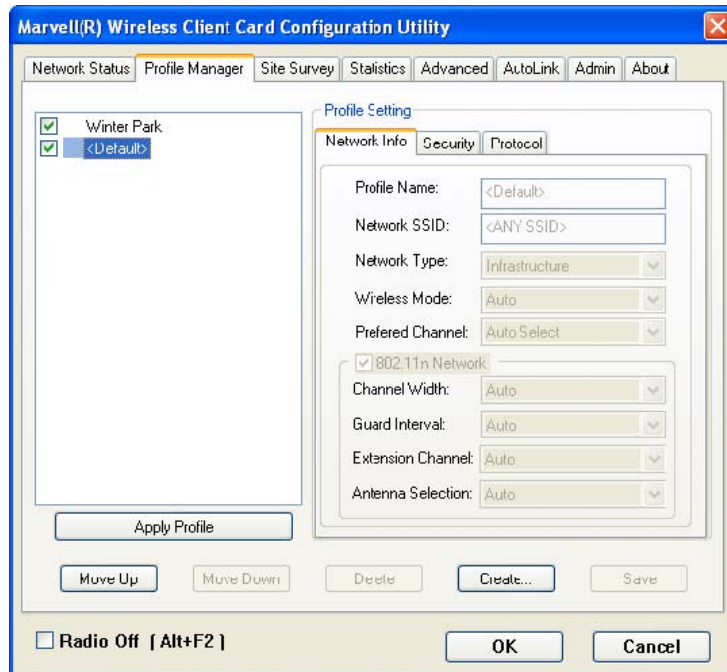 Marvell(R) Wireless Client Card Configuration Utility
Network Status Profile Manager Site Survey Statistics Advanced AutoLink Admin About
Winter Park
<Default>
Profile Setting
Network Info Security Protocol
Profile Name: <Default>
Network SSID: <ANY SSID>
Network Type: Infrastructure
Wireless Mode: Auto
Prefered Channel: Auto Select
802.11n Network
Channel Width: Auto
Guard Interval: Auto
Extension Channel: Auto
Antenna Selection: Auto
Apply Profile
Move Up Move Down Delete Create... Save
Radio Off [ Alt+F2 ] OK Cancel